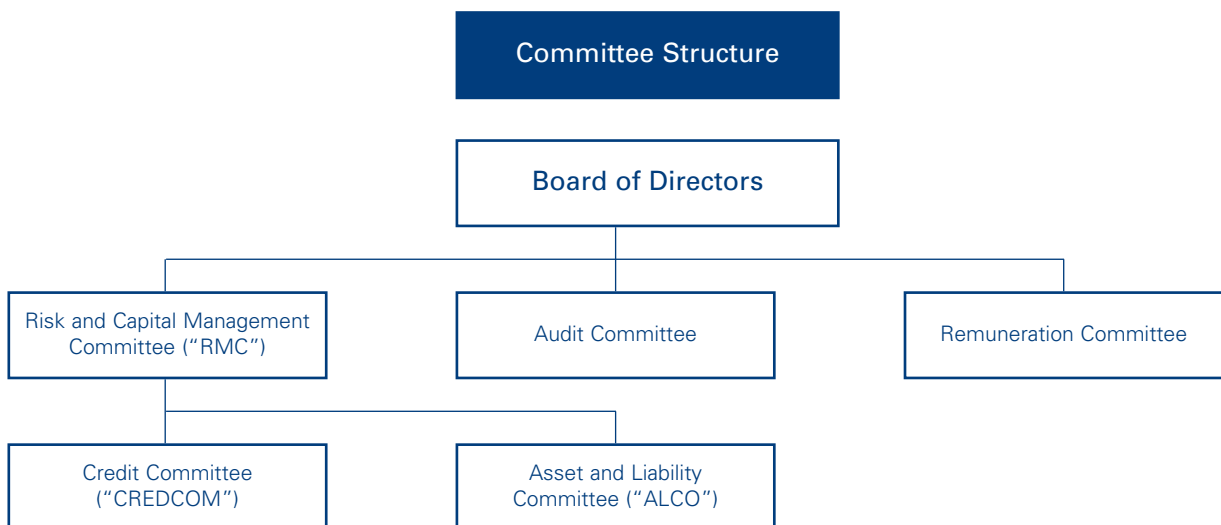 Committee Structure
Board of Directors
Risk and Capital Management
Committee (“RMC”)
Audit Committee
Remuneration Committee
Credit Committee
(“CREDCOM”)
Asset and Liability
Committee (“ALCO”)